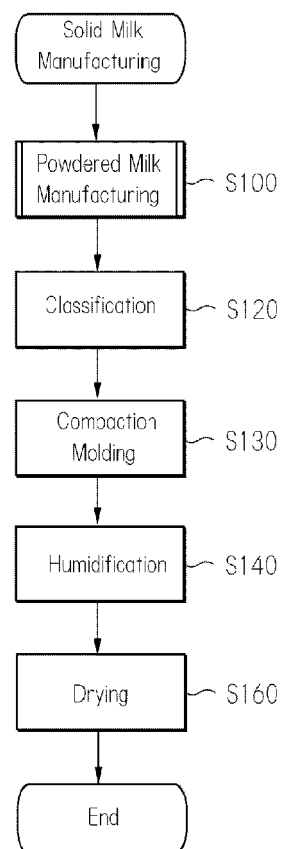 Solid Milk
Manufacturing
Powdered Milk
Manufacturing
S100
Classification
S120
Compaction
Molding
S130
Humidification
S140
Drying
S160
End